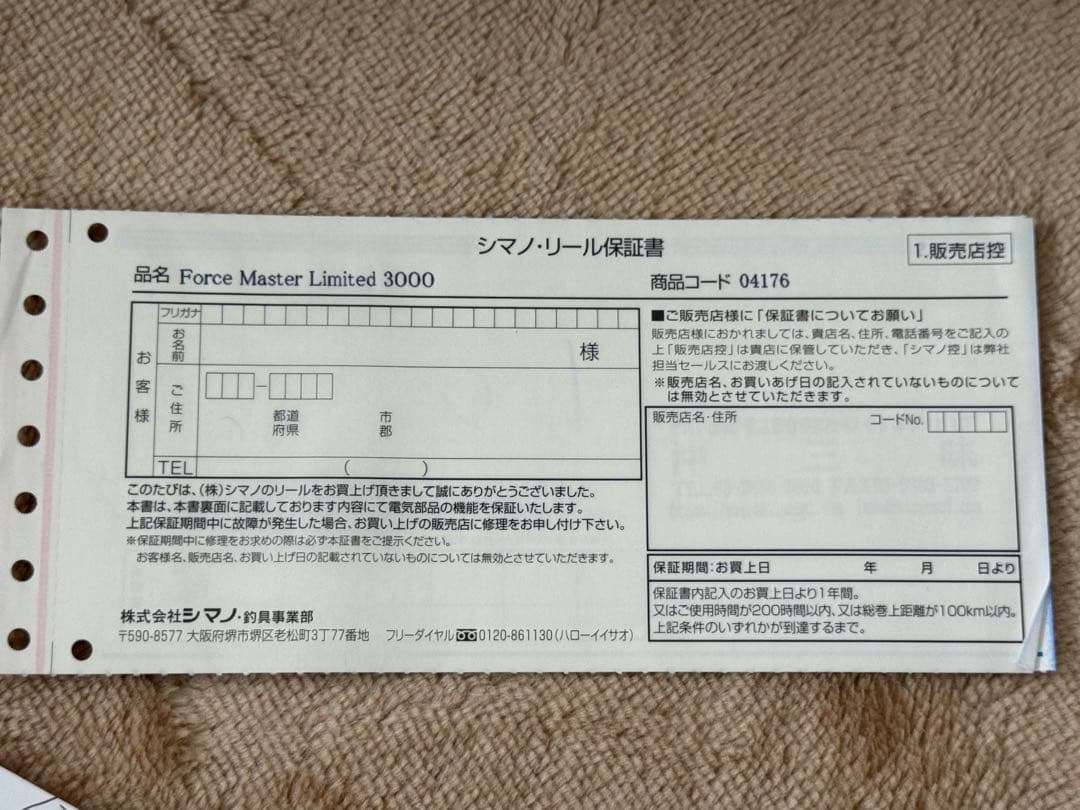 シマノ・リール保証書
1.販売店控
品名 Force Master Limited 3000
商品コード 04176
お客様
フリガナ
お名前
様
ご住所
都道府県
市郡
TEL ( )
このたびは、(株)シマノのリールをお買上げ頂きまして誠にありがとうございました。
本書は、本書裏面に記載しております内容にて電気部品の機能を保証いたします。
上記保証期間中に故障が発生した場合、お買い上げの販売店に修理をお申し付け下さい。
※保証期間中に修理をお求めの際は必ず本証書をご提示ください。
お客様名、販売店名、お買い上げ日の記載されていないものについては無効とさせていただきます。
株式会社シマノ・釣具事業部
〒590-8577 大阪府堺市堺区老松町3丁77番地 フリーダイヤル 0120-861130(ハローイイサオ)
■ご販売店様に「保証書についてお願い」
販売店様におかれましては、貴店名、住所、電話番号をご記入の
上「販売店控」は貴店に保管していただき、「シマノ控」は弊社
担当セールスにお渡しください。
※販売店名、お買いあげ日の記入されていないものについて
は無効とさせていただきます。
販売店名・住所
コードNo.
保証期間:お買上日 年 月 日より
保証書内記入のお買上日より1年間。
又はご使用時間が200時間以内、又は総巻上距離が100km以内。
上記条件のいずれかが到達するまで。